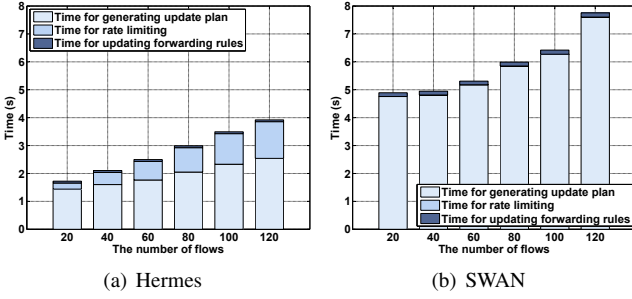 Time for generating update plan
Time for rate limiting
Time for updating forwarding rules
Time (s)
8
7
6
5
4
3
2
1
0
20 40 60 80 100 120
The number of flows
(a) Hermes
Time (s)
8
7
6
5
4
3
2
1
0
Time for generating update plan
Time for rate limiting
Time for updating forwarding rules
20 40 60 80 100 120
The number of flows
(b) SWAN